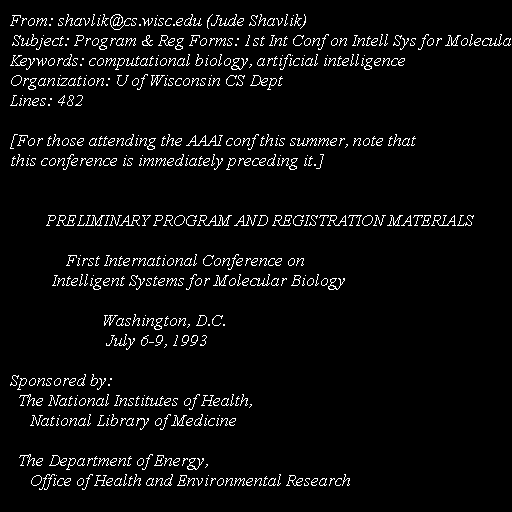 From: shavlik@cs.wisc.edu (Jude Shavlik)
Subject: Program & Reg Forms: 1st Int Conf on Intell Sys for Molecula
Keywords: computational biology, artificial intelligence
Organization: U of Wisconsin CS Dept
Lines: 482
[For those attending the AAAI conf this summer, note that
this conference is immediately preceding it.]
PRELIMINARY PROGRAM AND REGISTRATION MATERIALS
First International Conference on
Intelligent Systems for Molecular Biology
Washington, D.C.
July 6-9, 1993
Sponsored by:
The National Institutes of Health,
National Library of Medicine
The Department of Energy,
Office of Health and Environmental Research